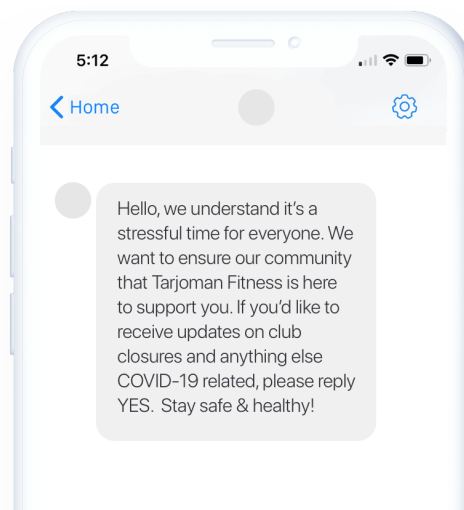 5:12
Home
Hello, we understand it's a
stressful time for everyone. We
want to ensure our community
that Tarjoman Fitness is here
to support you. If you'd like to
receive updates on club
closures and anything else
COVID-19 related, please reply
YES.  Stay safe & healthy!